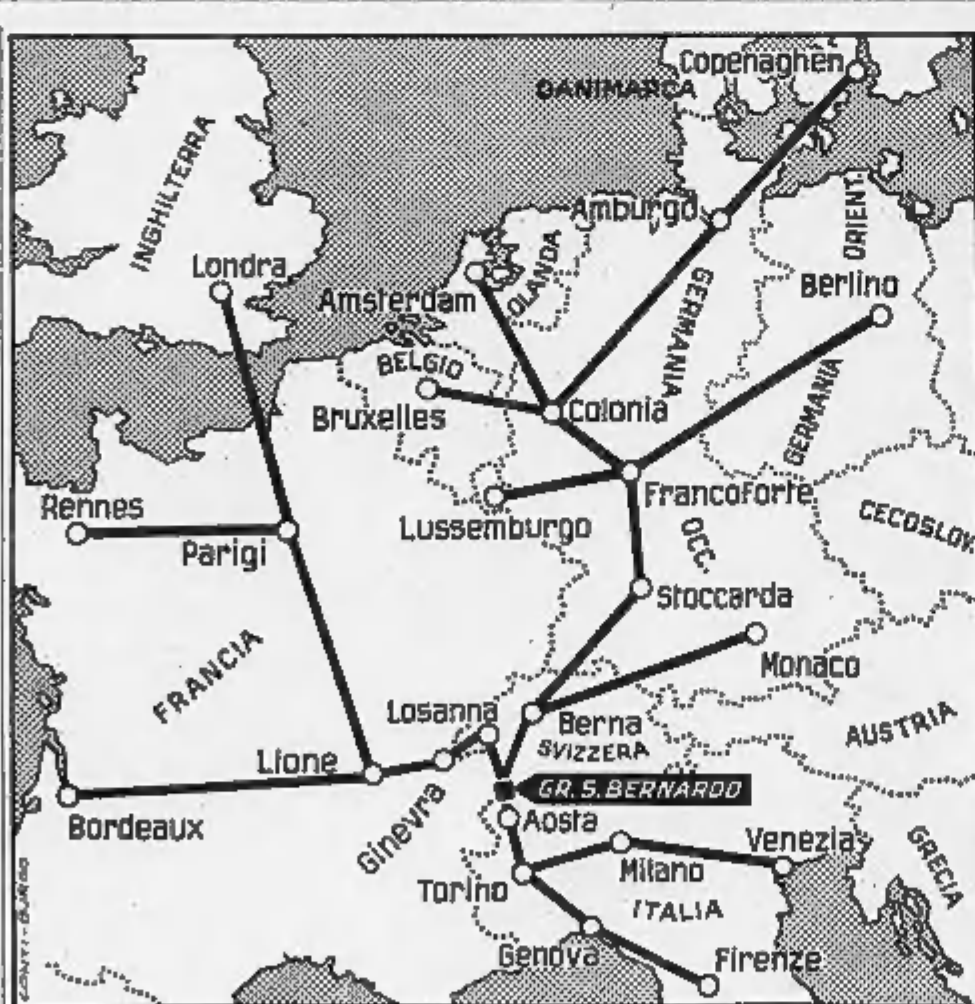 Copenaghen
DANIMARCA
INGHILTERRA
Amburgo
ORIENT.
Londra
OLANDA
Berlino
Amsterdam
GERMANIA
BELGIO
Bruxelles
Colonia
GERMANIA
Rennes
Francoforte
Lussemburgo
CECOSLOV
Parigi
OCC.
Stoccarda
FRANCIA
Monaco
Losanna
Berna
AUSTRIA
SVIZZERA
Lione
GR. S. BERNARDO
Bordeaux
Ginevra
Aosta
Venezia
GRECIA
Milano
Torino
ITALIA
Genova
Firenze